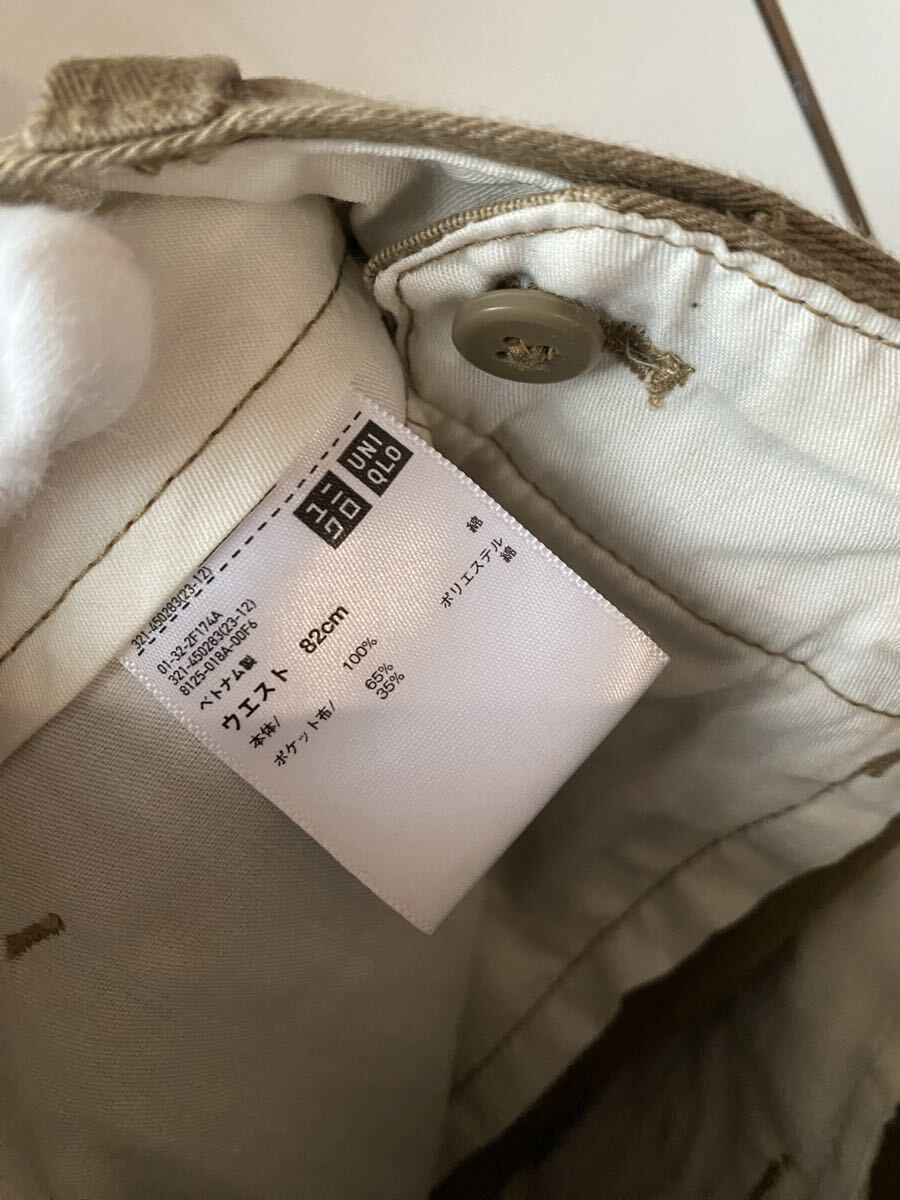 ユニクロ
UNIQLO
321-450283(23-12)
01-32-2F174A
321-450283(23-12)
8125-018A-00F6
ベトナム製
ウエスト 82cm
本体/ 100% 綿
ポケット布/ 65% ポリエステル
35% 綿